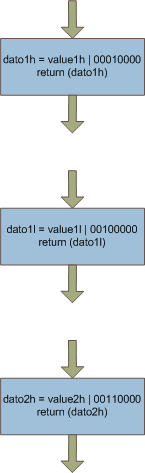 dato1h = value1h | 00010000
return (dato1h)
dato1l = value1l | 00100000
return (dato1l)
dato2h = value2h | 00110000
return (dato2h)